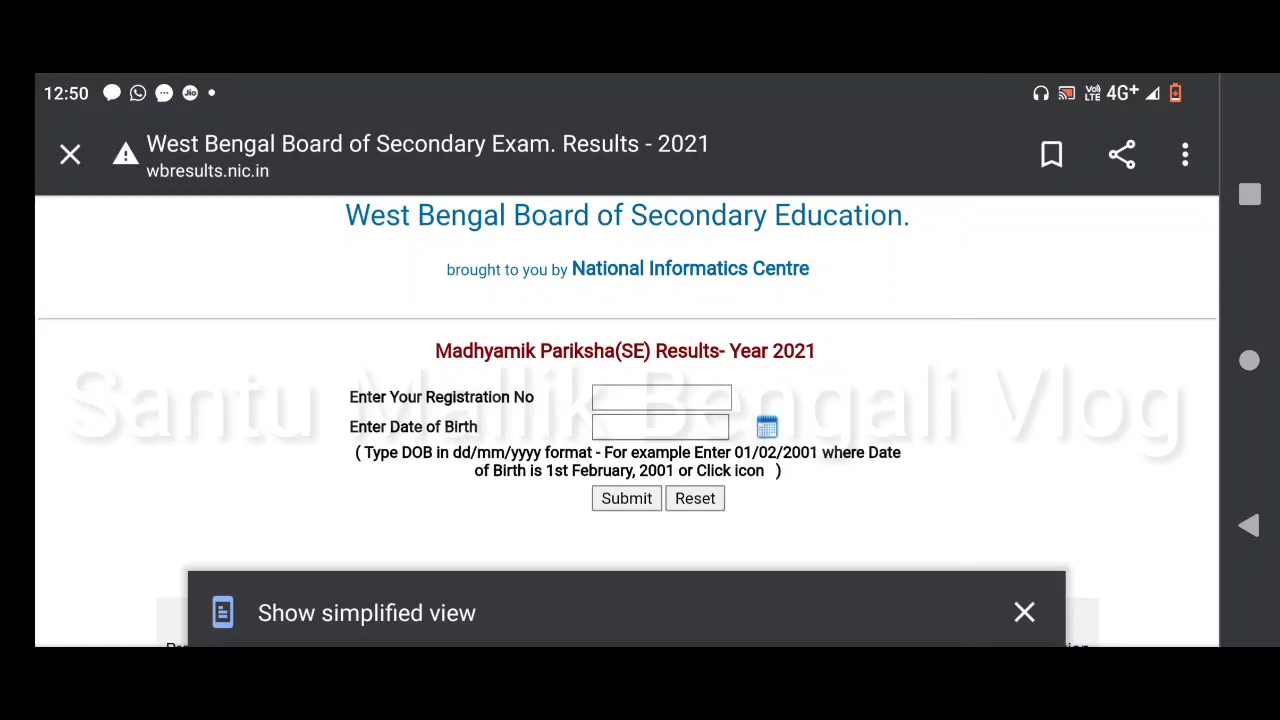 12:50
Jio
Vo) LTE 4G+
West Bengal Board of Secondary Exam. Results - 2021
wbresults.nic.in
West Bengal Board of Secondary Education.
brought to you by National Informatics Centre
Madhyamik Pariksha(SE) Results- Year 2021
Santu Mallik Bengali Vlog
Enter Your Registration No
Enter Date of Birth
( Type DOB in dd/mm/yyyy format - For example Enter 01/02/2001 where Date
of Birth is 1st February, 2001 or Click icon )
Submit Reset
Show simplified view